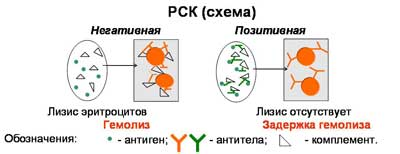 РСК (схема)
Негативная Позитивная
Лизис эритроцитов Лизис отсутствует
Гемолиз Задержка гемолиза
Обозначения: - антиген; - антитела; - комплемент.